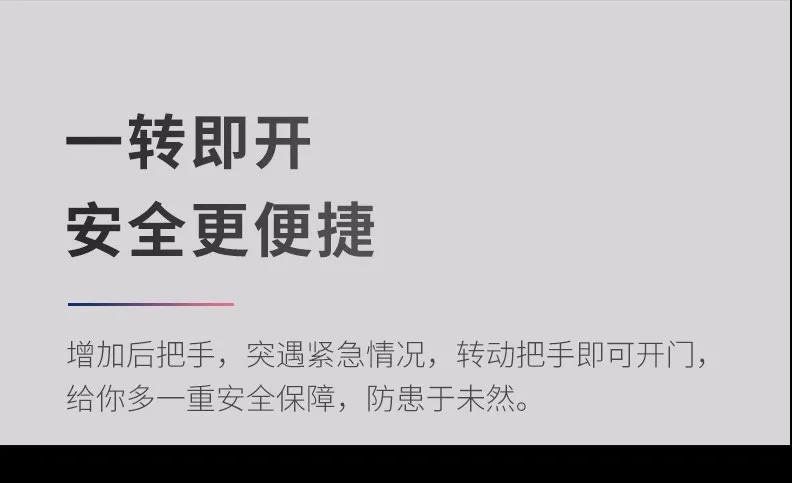 一转即开
安全更便捷
增加后把手，突遇紧急情况，转动把手即可开门，
给你多一重安全保障，防患于未然。